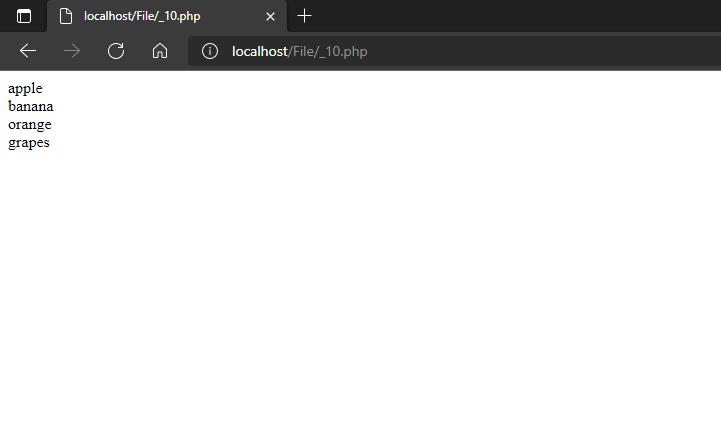 localhost/File/_10.php
localhost/File/_10.php
apple
banana
orange
grapes